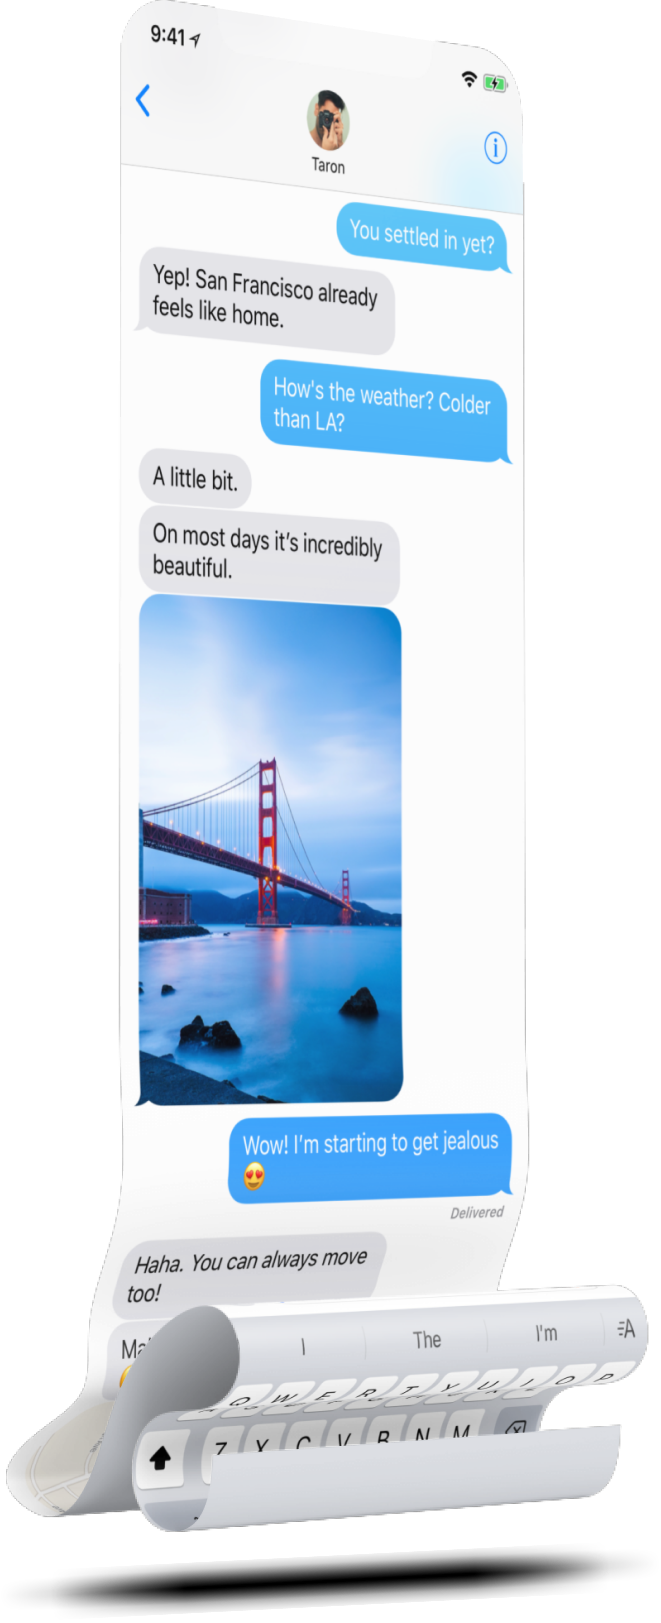 9:41
Taron
You settled in yet?
Yep! San Francisco already
feels like home.
How's the weather? Colder
than LA?
A little bit.
On most days it's incredibly
beautiful.
Wow! I'm starting to get jealous
😍
Delivered
Haha. You can always move
too!
I The I'm
Q W E R T Y U I O P
Z X C V B N M